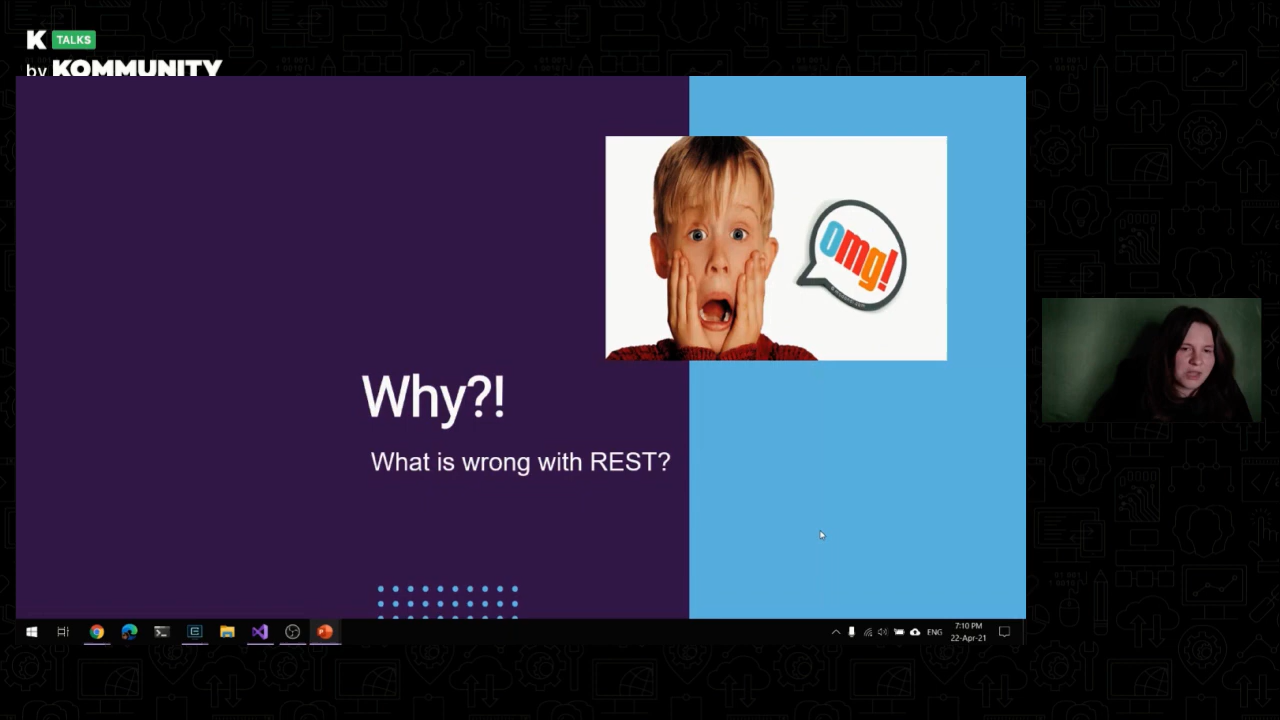 K TALKS
by KOMMUNITY
omg!
Why?!
What is wrong with REST?
ENG
7:10 PM
22-Apr-21